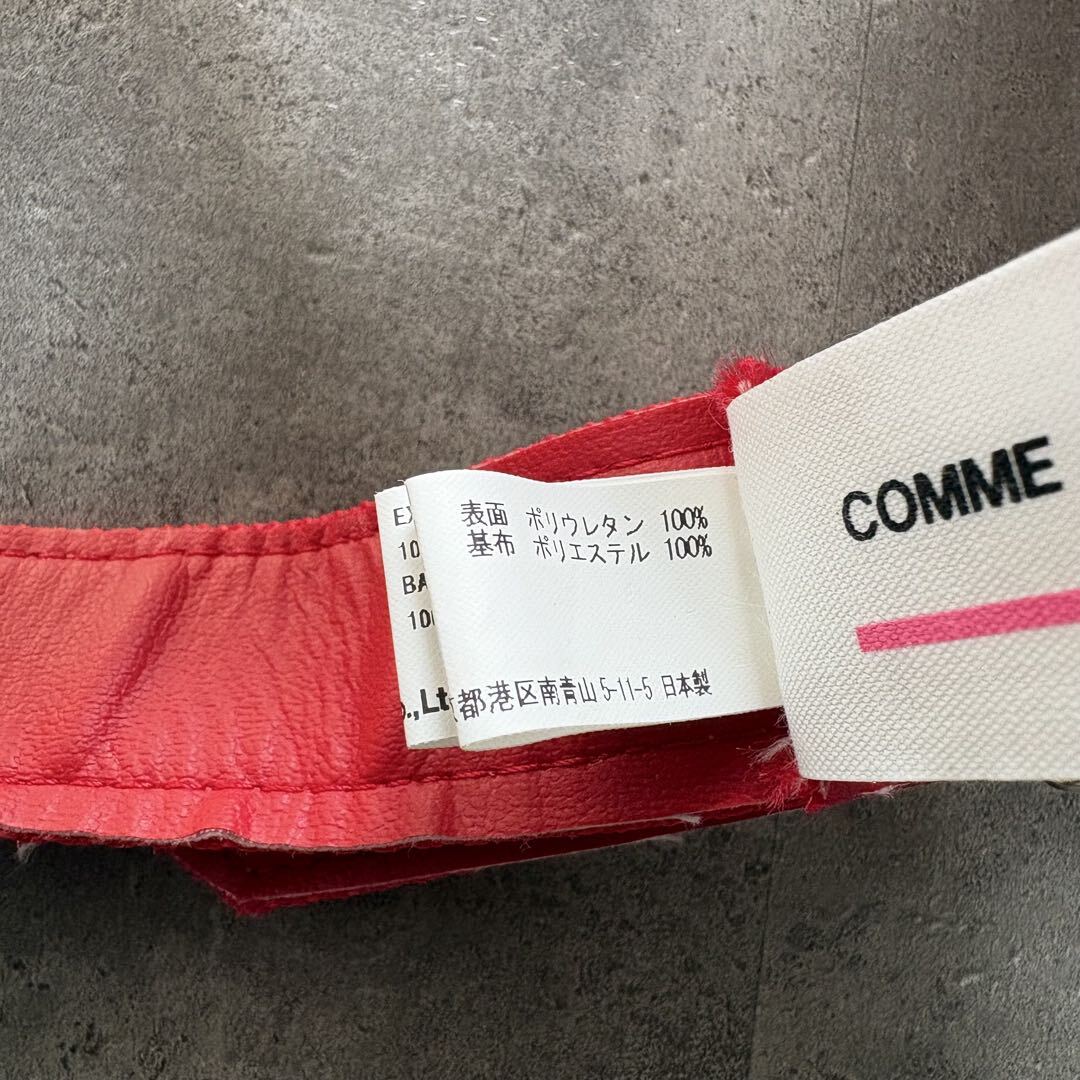 表面 ポリウレタン 100%
基布 ポリエステル 100%
都港区南青山5-11-5 日本製
COMME